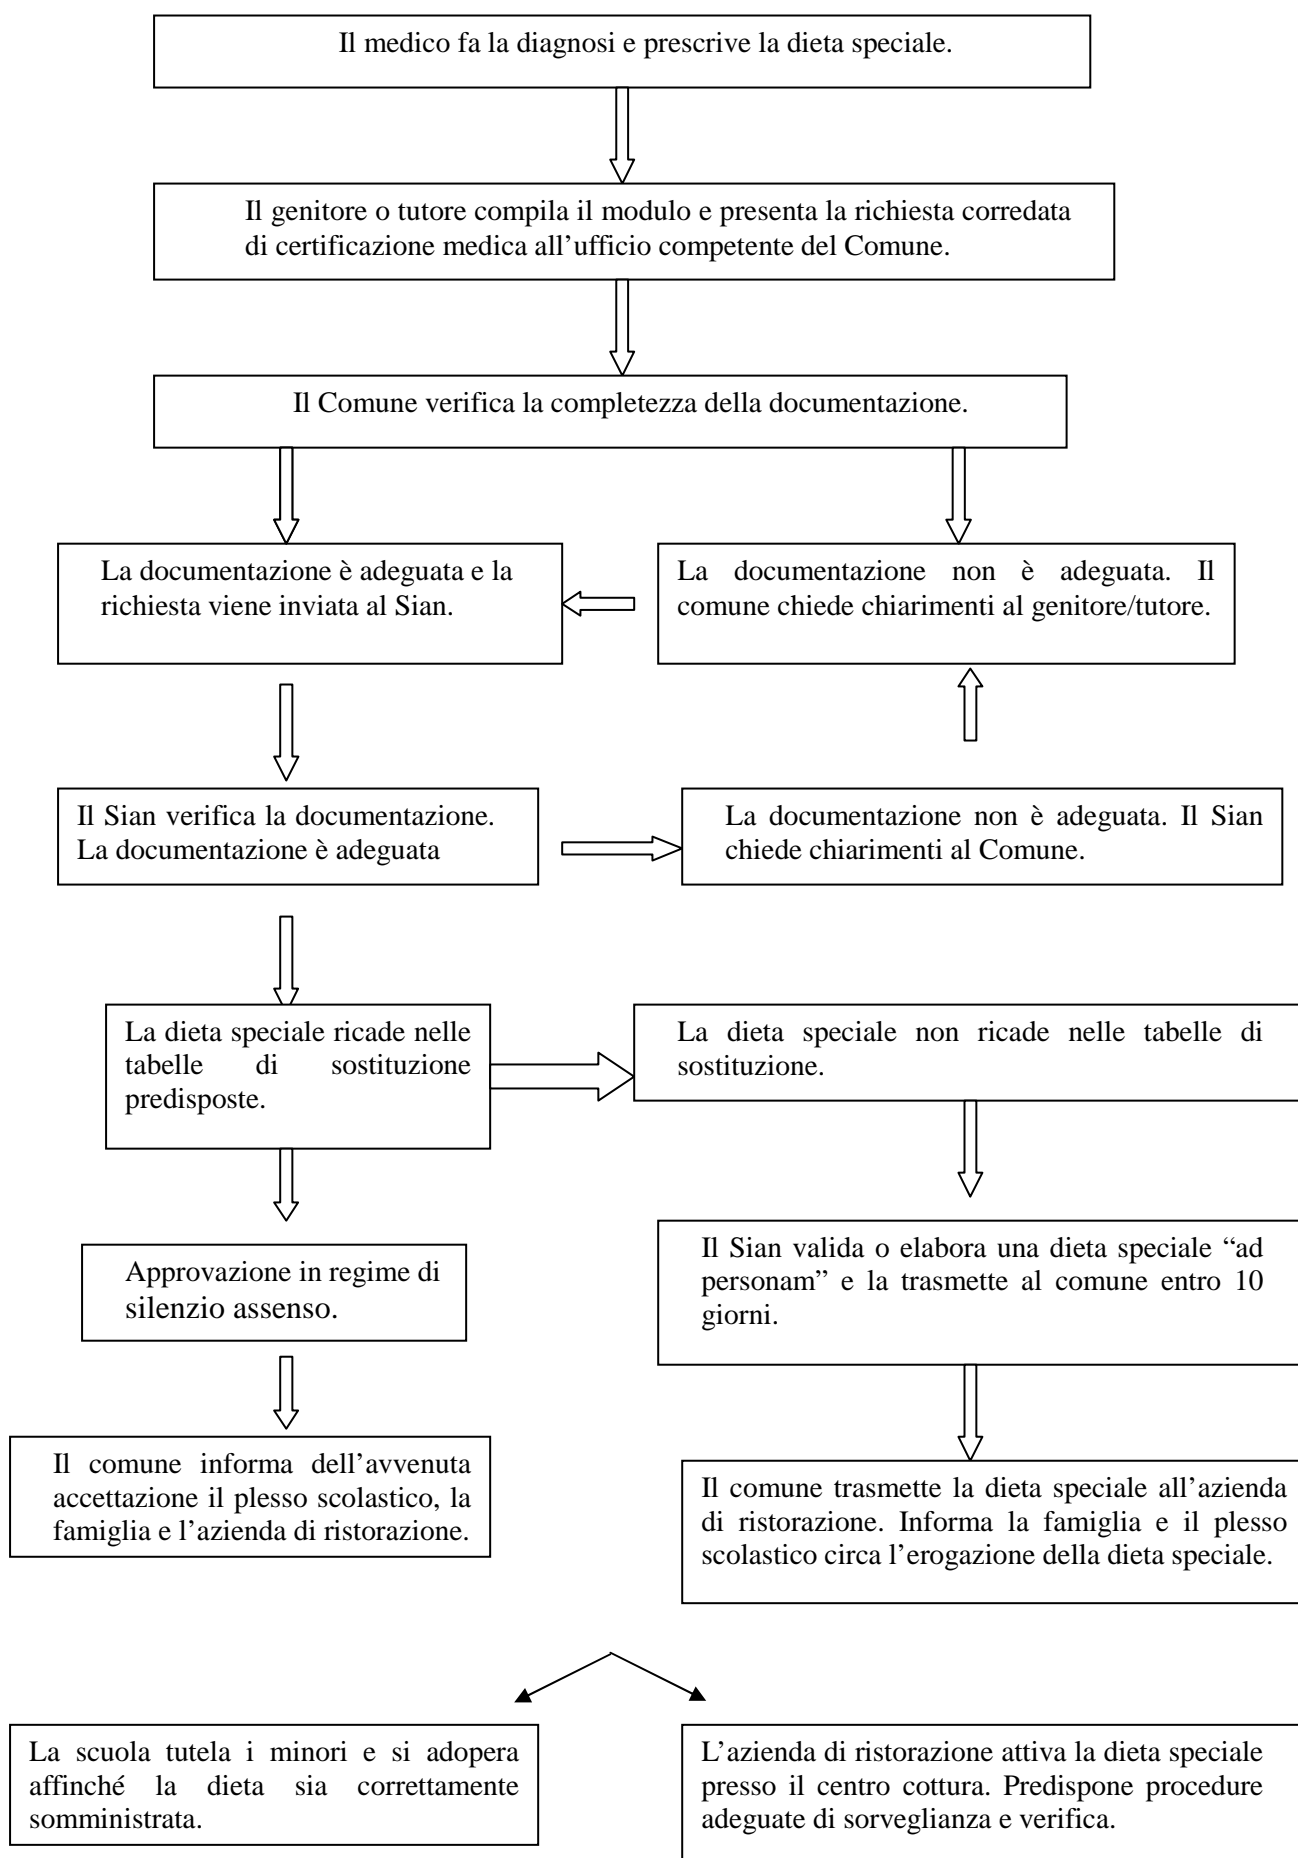 Il medico fa la diagnosi e prescrive la dieta speciale.
Il genitore o tutore compila il modulo e presenta la richiesta corredata
di certificazione medica all’ufficio competente del Comune.
Il Comune verifica la completezza della documentazione.
La documentazione è adeguata e la
richiesta viene inviata al Sian.
La documentazione non è adeguata. Il
comune chiede chiarimenti al genitore/tutore.
Il Sian verifica la documentazione.
La documentazione è adeguata
La documentazione non è adeguata. Il Sian
chiede chiarimenti al Comune.
La dieta speciale ricade nelle
tabelle di sostituzione
predisposte.
La dieta speciale non ricade nelle tabelle di
sostituzione.
Approvazione in regime di
silenzio assenso.
Il Sian valida o elabora una dieta speciale “ad
personam” e la trasmette al comune entro 10
giorni.
Il comune informa dell’avvenuta
accettazione il plesso scolastico, la
famiglia e l’azienda di ristorazione.
Il comune trasmette la dieta speciale all’azienda
di ristorazione. Informa la famiglia e il plesso
scolastico circa l’erogazione della dieta speciale.
La scuola tutela i minori e si adopera
affinché la dieta sia correttamente
somministrata.
L’azienda di ristorazione attiva la dieta speciale
presso il centro cottura. Predispone procedure
adeguate di sorveglianza e verifica.